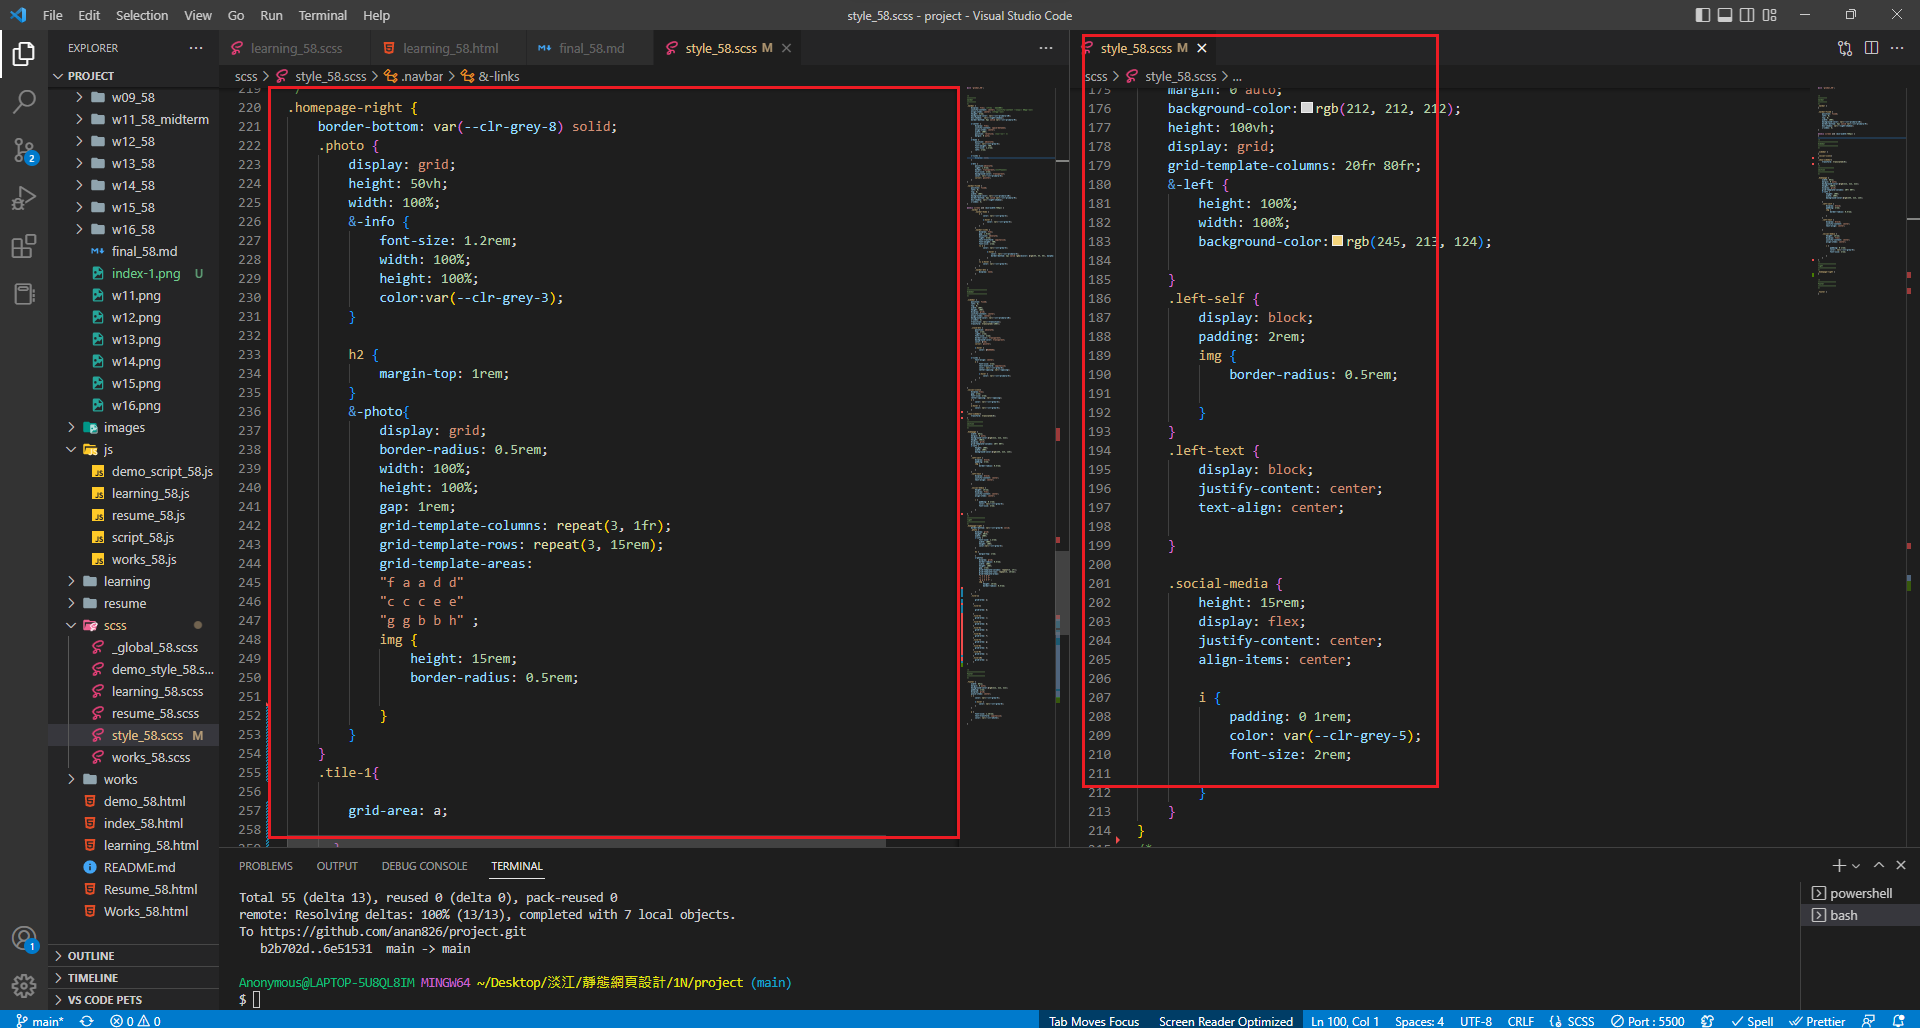 File Edit Selection View Go Run Terminal Help
style_58.scss - project - Visual Studio Code
EXPLORER
PROJECT
w09_58
w11_58_midterm
w12_58
w13_58
w14_58
w15_58
w16_58
final_58.md
index-1.png U
w11.png
w12.png
w13.png
w14.png
w15.png
w16.png
images
js
demo_script_58.js
learning_58.js
resume_58.js
script_58.js
works_58.js
learning
resume
scss
_global_58.scss
demo_style_58.s...
learning_58.scss
resume_58.scss
style_58.scss M
works_58.scss
works
demo_58.html
index_58.html
learning_58.html
README.md
Resume_58.html
Works_58.html
OUTLINE
TIMELINE
VS CODE PETS
2
1
learning_58.scss
learning_58.html
final_58.md
style_58.scss M
scss > style_58.scss > .navbar > &-links
219
220 .homepage-right {
221 border-bottom: var(--clr-grey-8) solid;
222 .photo {
223 display: grid;
224 height: 50vh;
225 width: 100%;
226 &-info {
227 font-size: 1.2rem;
228 width: 100%;
229 height: 100%;
230 color:var(--clr-grey-3);
231 }
232
233 h2 {
234 margin-top: 1rem;
235 }
236 &-photo{
237 display: grid;
238 border-radius: 0.5rem;
239 width: 100%;
240 height: 100%;
241 gap: 1rem;
242 grid-template-columns: repeat(3, 1fr);
243 grid-template-rows: repeat(3, 15rem);
244 grid-template-areas:
245 "f a a d d"
246 "c c c e e"
247 "g g b b h" ;
248 img {
249 height: 15rem;
250 border-radius: 0.5rem;
251
252 }
253 }
254 }
255 .tile-1{
256
257 grid-area: a;
258
style_58.scss M
scss > style_58.scss > ...
175 margin: 0 auto;
176 background-color: rgb(212, 212, 212);
177 height: 100vh;
178 display: grid;
179 grid-template-columns: 20fr 80fr;
180 &-left {
181 height: 100%;
182 width: 100%;
183 background-color: rgb(245, 213, 124);
184
185 }
186 .left-self {
187 display: block;
188 padding: 2rem;
189 img {
190 border-radius: 0.5rem;
191
192 }
193 }
194 .left-text {
195 display: block;
196 justify-content: center;
197 text-align: center;
198
199 }
200
201 .social-media {
202 height: 15rem;
203 display: flex;
204 justify-content: center;
205 align-items: center;
206
207 i {
208 padding: 0 1rem;
209 color: var(--clr-grey-5);
210 font-size: 2rem;
211
212 }
213 }
214 }
215 /*
PROBLEMS OUTPUT DEBUG CONSOLE TERMINAL
Total 55 (delta 13), reused 0 (delta 0), pack-reused 0
remote: Resolving deltas: 100% (13/13), completed with 7 local objects.
To https://github.com/anan826/project.git
b2b702d..6e51531 main -> main
Anonymous@LAPTOP-5U8QL8IM MINGW64 ~/Desktop/淡江/靜態網頁設計/1N/project (main)
$
powershell
bash
main* 0 0
Tab Moves Focus Screen Reader Optimized Ln 100, Col 1 Spaces: 4 UTF-8 CRLF {} SCSS Port : 5500 Spell Prettier